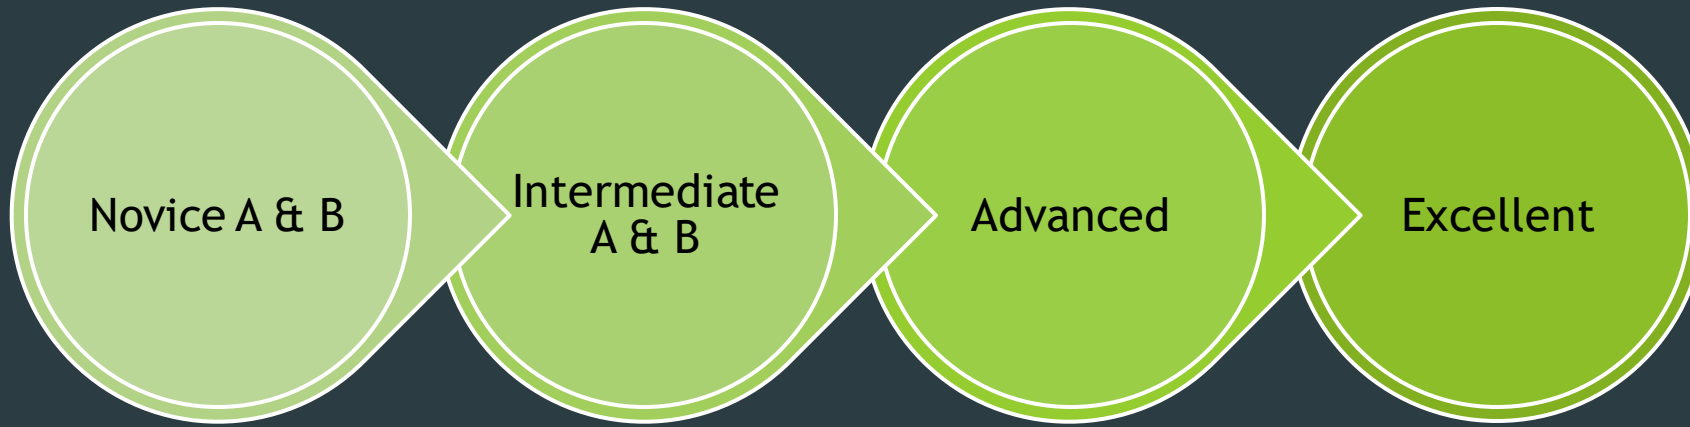 Novice A & B
Intermediate
A & B
Advanced
Excellent